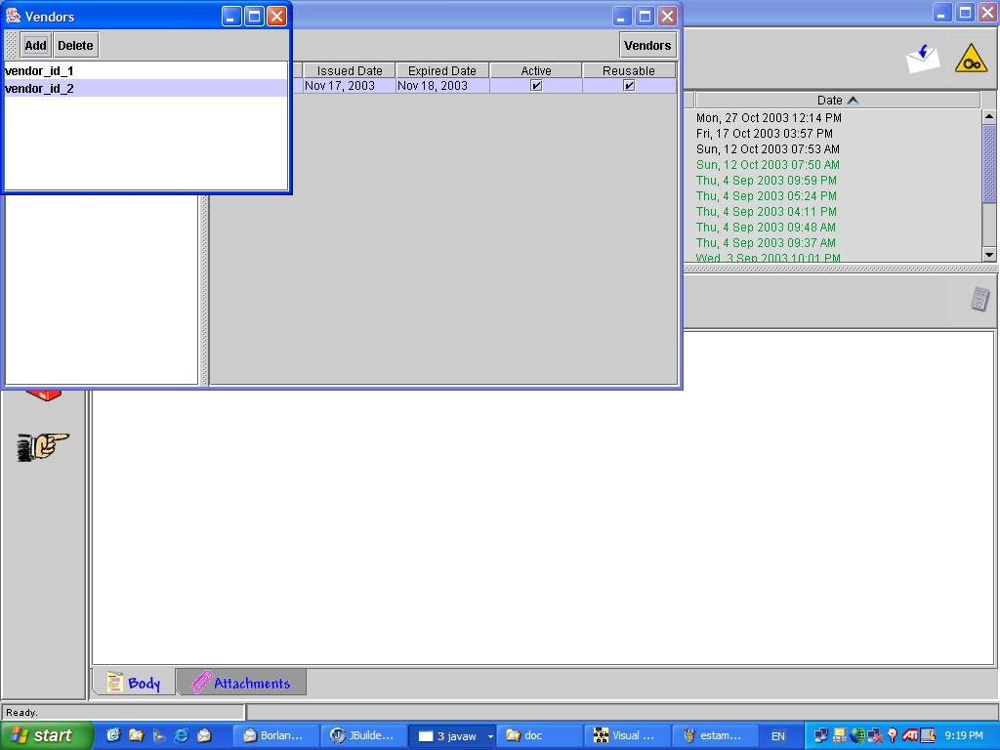 Vendors
Add Delete
Vendors
vendor_id_1
vendor_id_2
Issued Date Expired Date Active Reusable
Nov 17, 2003 Nov 18, 2003
Date
Mon, 27 Oct 2003 12:14 PM
Fri, 17 Oct 2003 03:57 PM
Sun, 12 Oct 2003 07:53 AM
Sun, 12 Oct 2003 07:50 AM
Thu, 4 Sep 2003 09:59 PM
Thu, 4 Sep 2003 05:24 PM
Thu, 4 Sep 2003 04:11 PM
Thu, 4 Sep 2003 09:48 AM
Thu, 4 Sep 2003 09:37 AM
Wed, 3 Sep 2003 10:01 PM
Body Attachments
Ready.
start Borlan... JBuilde... 3 javaw doc Visual ... estam... EN ATI 9:19 PM